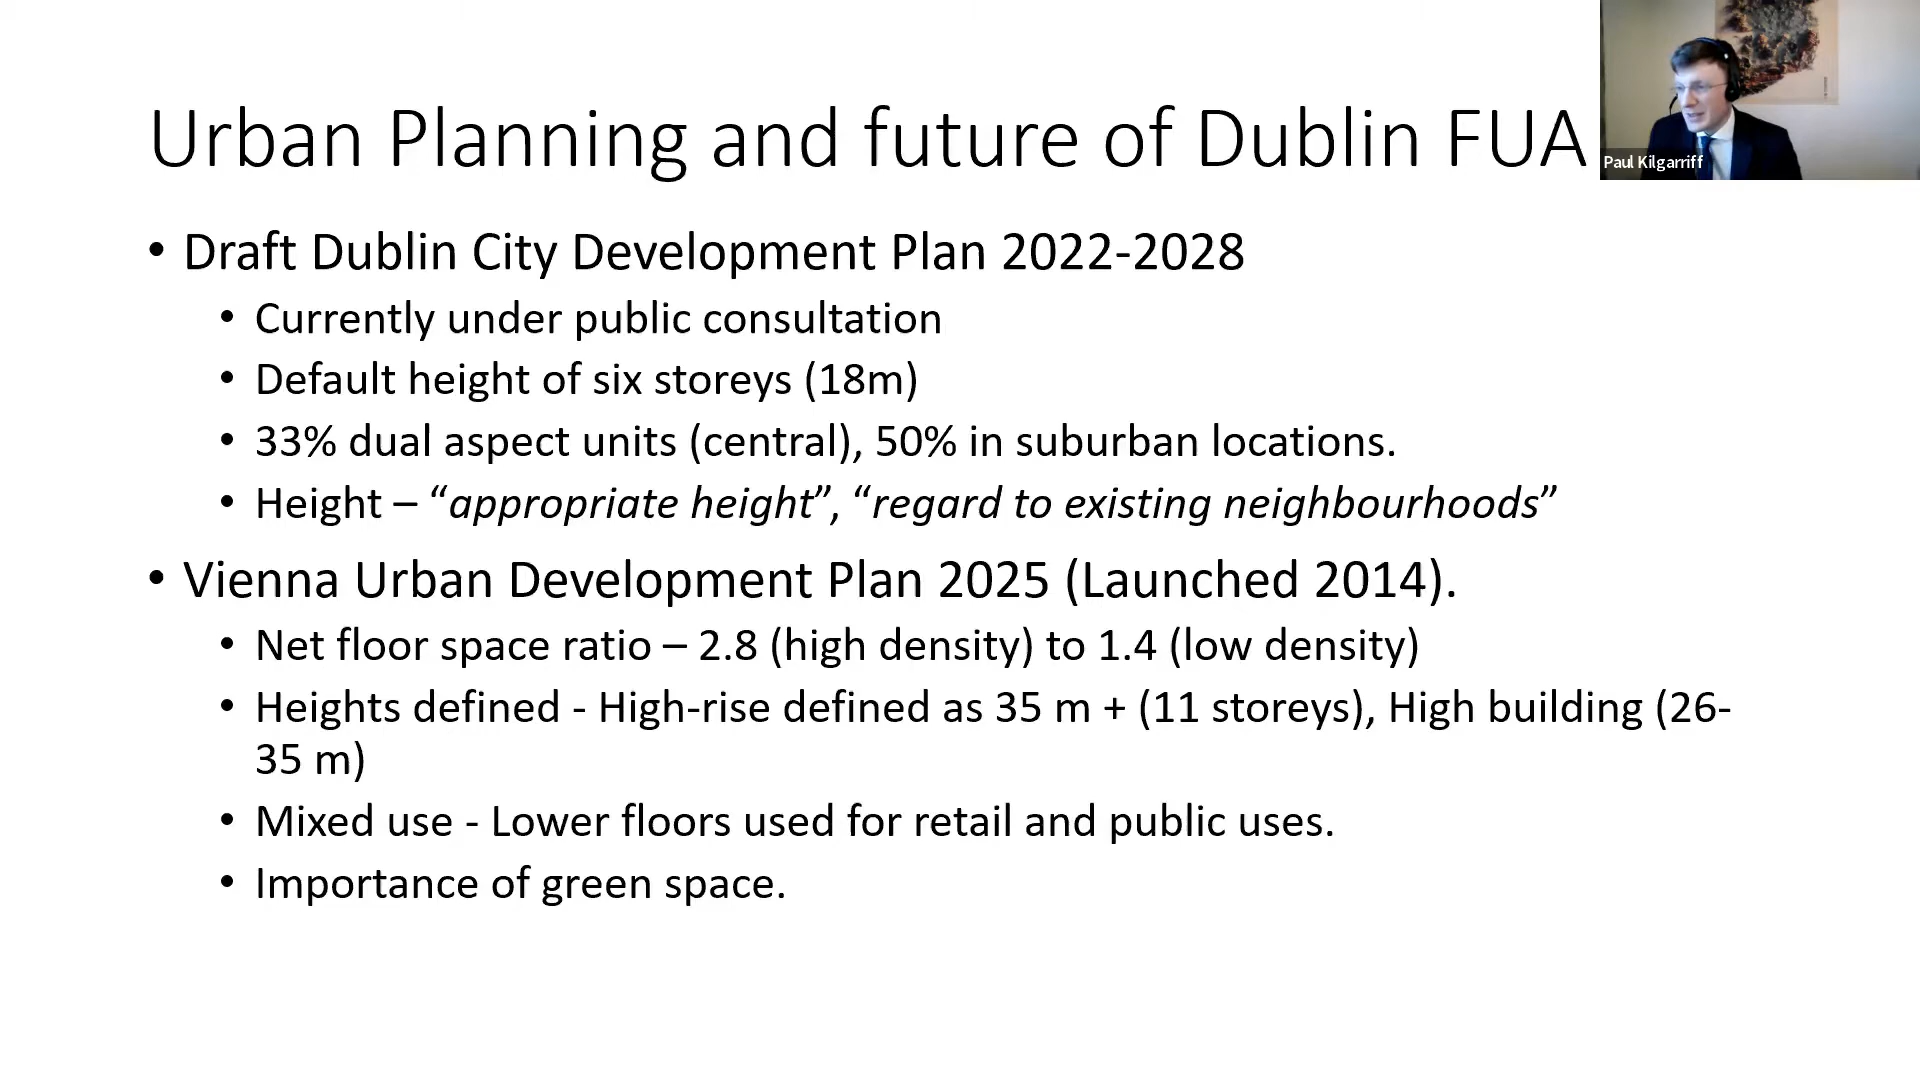 Urban Planning and future of Dublin FUA
Paul Kilgarriff
• Draft Dublin City Development Plan 2022-2028
• Currently under public consultation
• Default height of six storeys (18m)
• 33% dual aspect units (central), 50% in suburban locations.
• Height – “appropriate height”, “regard to existing neighbourhoods”
• Vienna Urban Development Plan 2025 (Launched 2014).
• Net floor space ratio – 2.8 (high density) to 1.4 (low density)
• Heights defined - High-rise defined as 35 m + (11 storeys), High building (26-
35 m)
• Mixed use - Lower floors used for retail and public uses.
• Importance of green space.